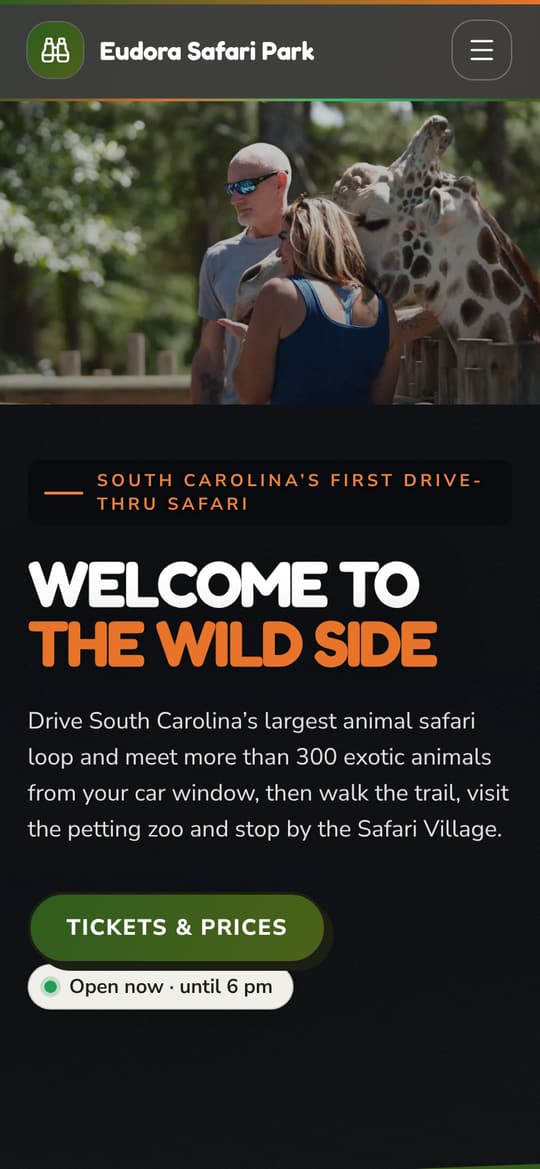 Eudora Safari Park
SOUTH CAROLINA’S FIRST DRIVE-
THRU SAFARI
WELCOME TO
THE WILD SIDE
Drive South Carolina’s largest animal safari
loop and meet more than 300 exotic animals
from your car window, then walk the trail, visit
the petting zoo and stop by the Safari Village.
TICKETS & PRICES
Open now · until 6 pm